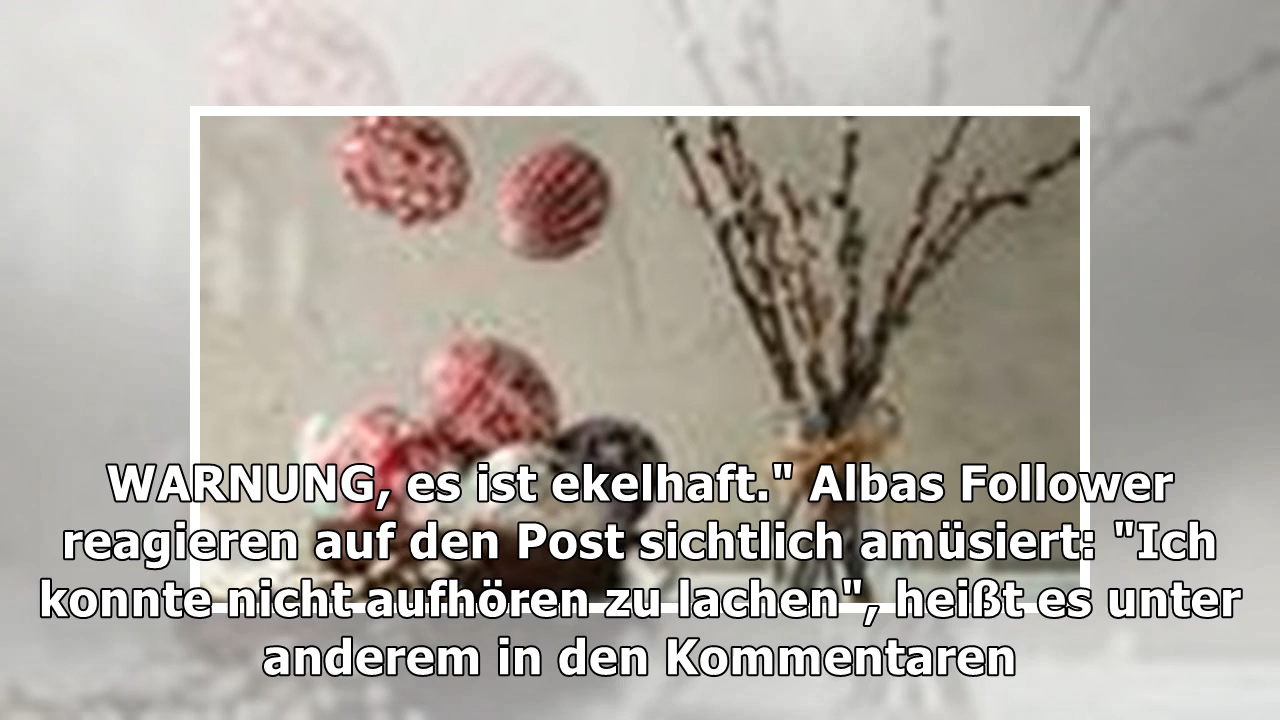 WARNUNG, es ist ekelhaft." Albas Follower
reagieren auf den Post sichtlich amüsiert: "Ich
konnte nicht aufhören zu lachen", heißt es unter
anderem in den Kommentaren